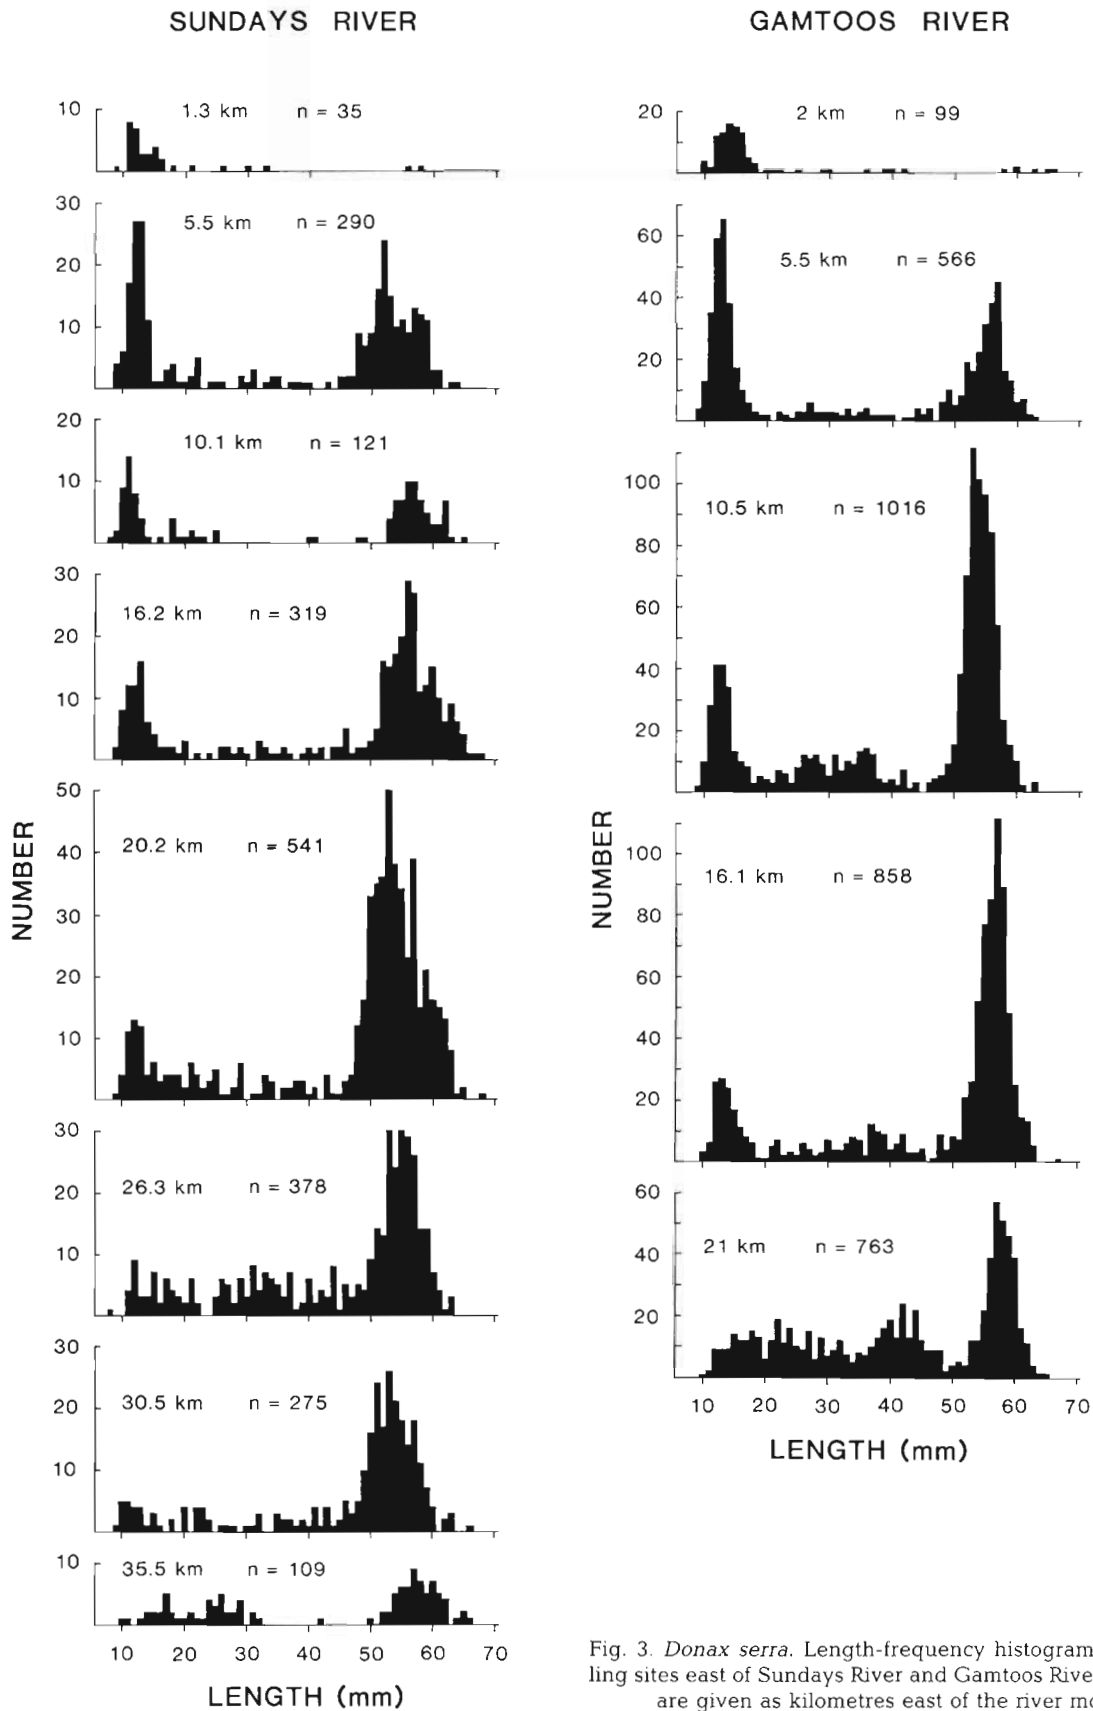 SUNDAYS RIVER
10
1.3 km n = 35
30
20
10
5.5 km n = 290
20
10
10.1 km n = 121
30
20
10
16.2 km n = 319
50
40
30
20
10
20.2 km n = 541
30
20
10
26.3 km n = 378
30
20
10
30.5 km n = 275
10
35.5 km n = 109
10 20 30 40 50 60 70
LENGTH (mm)
NUMBER
GAMTOOS RIVER
20
2 km n = 99
60
40
20
5.5 km n = 566
100
80
60
40
20
10.5 km n = 1016
100
80
60
40
20
16.1 km n = 858
60
40
20
21 km n = 763
10 20 30 40 50 60 70
LENGTH (mm)
NUMBER
Fig. 3. Donax serra. Length-frequency histogram
ling sites east of Sundays River and Gamtoos Rive
are given as kilometres east of the river mo